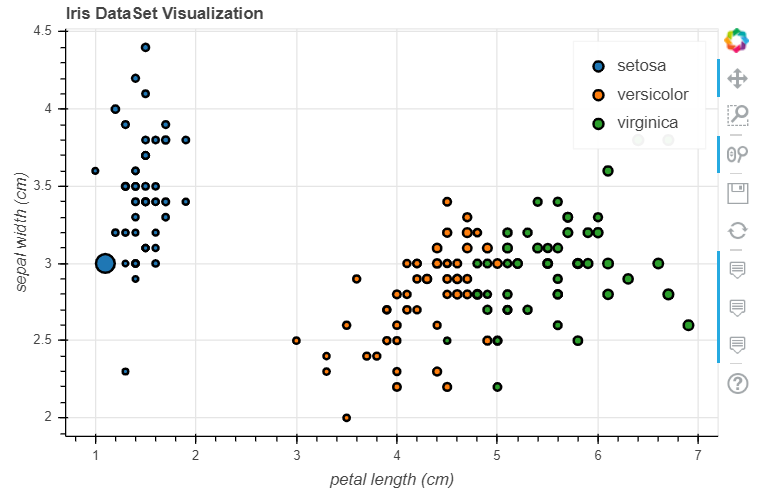 Iris DataSet Visualization
4.5
4
3.5
3
2.5
2
sepal width (cm)
setosa
versicolor
virginica
1 2 3 4 5 6 7
petal length (cm)